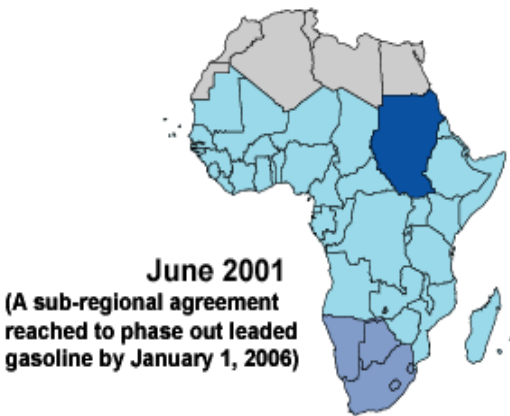 June 2001
(A sub-regional agreement
reached to phase out leaded
gasoline by January 1, 2006)